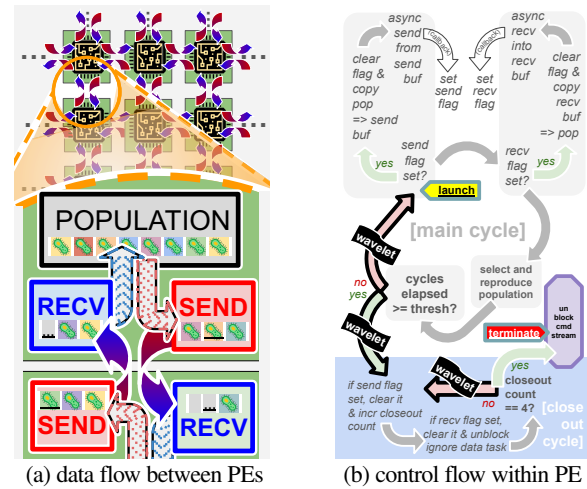 POPULATION
RECV
SEND
SEND
RECV
(a) data flow between PEs
async
send
from
send
buf
(callback)
set
send
flag
(callback)
set
recv
flag
async
recv
into
recv
buf
clear
flag &
copy
pop
=> send
buf
clear
flag &
copy
recv
buf
=> pop
yes
send
flag
set?
recv
flag
set?
yes
launch
[main cycle]
wavelet
no
yes
wavelet
cycles
elapsed
>= thresh?
select and
reproduce
population
terminate
un
block
cmd
stream
wavelet
yes
no
closeout
count
== 4?
[close
out
cycle]
if send flag
set, clear it
& incr closeout
count
if recv flag set,
clear it & unblock
ignore data task
(b) control flow within PE